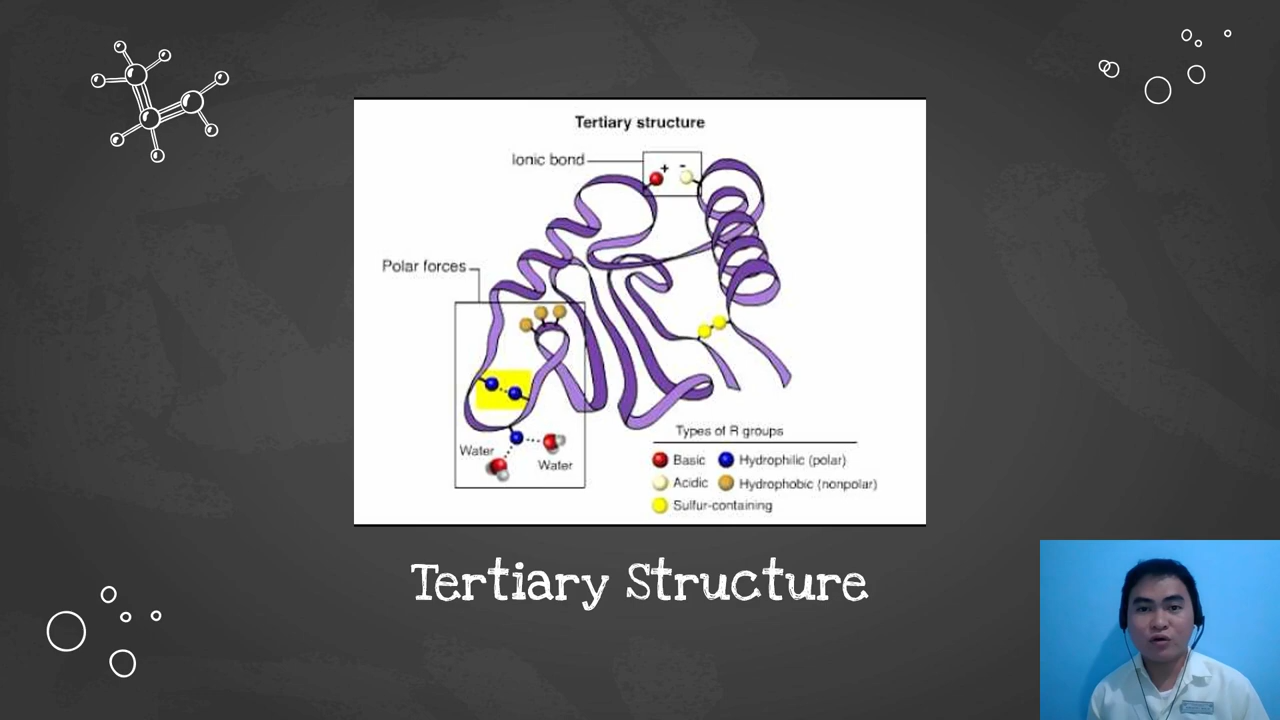 Tertiary structure
Ionic bond
+ -
Polar forces
Water
Water
Types of R groups
Basic Hydrophilic (polar)
Acidic Hydrophobic (nonpolar)
Sulfur-containing
Tertiary Structure